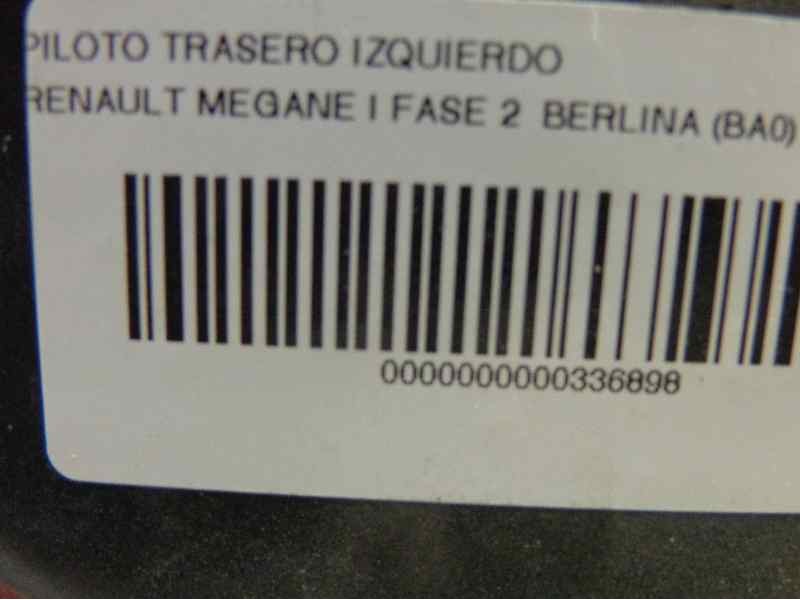 PILOTO TRASERO IZQUIERDO
RENAULT MEGANE I FASE 2 BERLINA (BA0)
0000000000336898